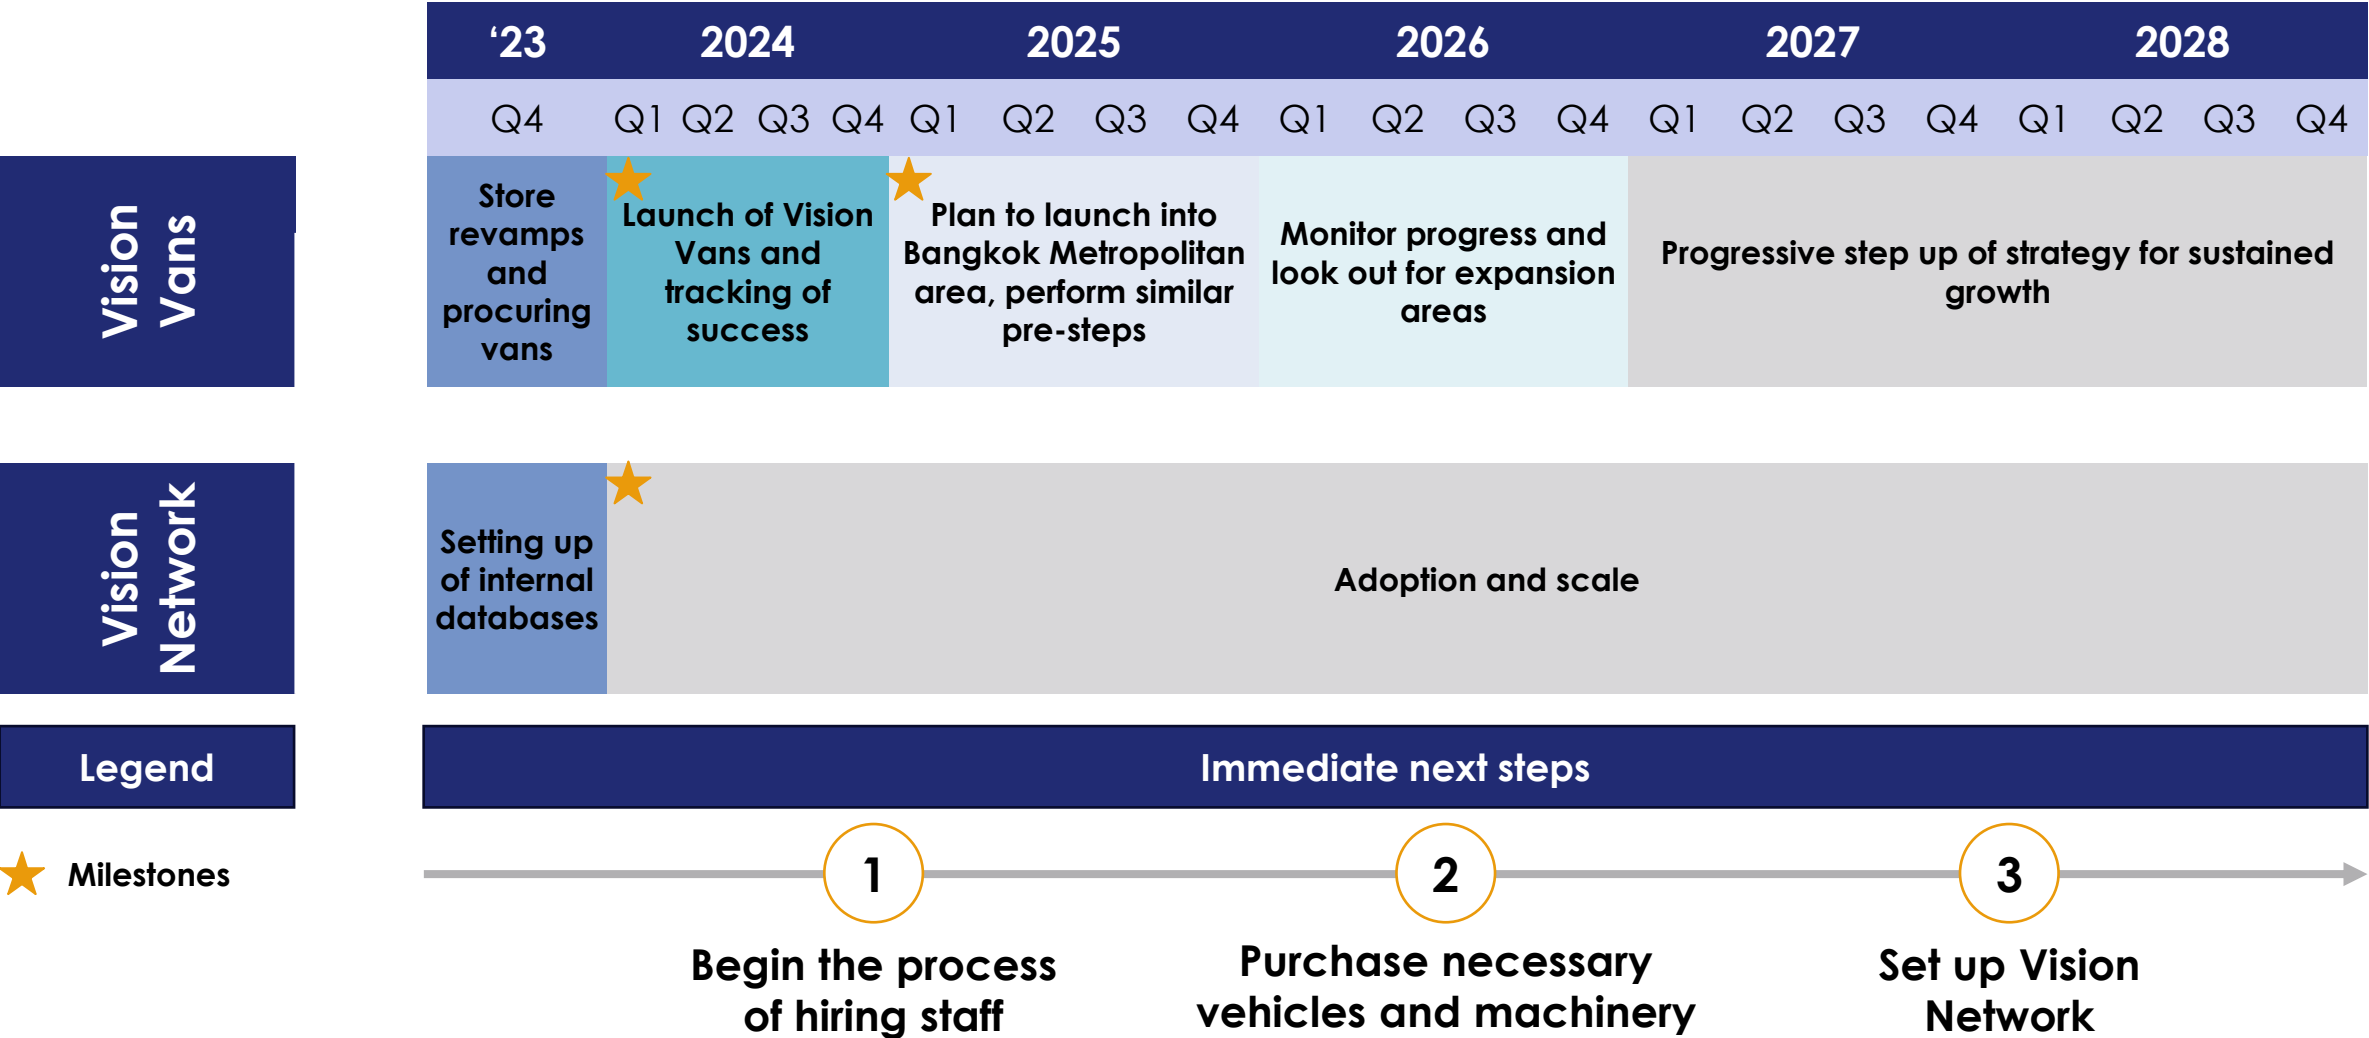 ‘23 2024 2025 2026 2027 2028
Q4 Q1 Q2 Q3 Q4 Q1 Q2 Q3 Q4 Q1 Q2 Q3 Q4 Q1 Q2 Q3 Q4 Q1 Q2 Q3 Q4
Vision
Vans
Store
revamps
and
procuring
vans
Launch of Vision
Vans and
tracking of
success
Plan to launch into
Bangkok Metropolitan
area, perform similar
pre-steps
Monitor progress and
look out for expansion
areas
Progressive step up of strategy for sustained
growth
Vision
Network
Setting up
of internal
databases
Adoption and scale
Legend
Milestones
Immediate next steps
1
Begin the process
of hiring staff
2
Purchase necessary
vehicles and machinery
3
Set up Vision
Network